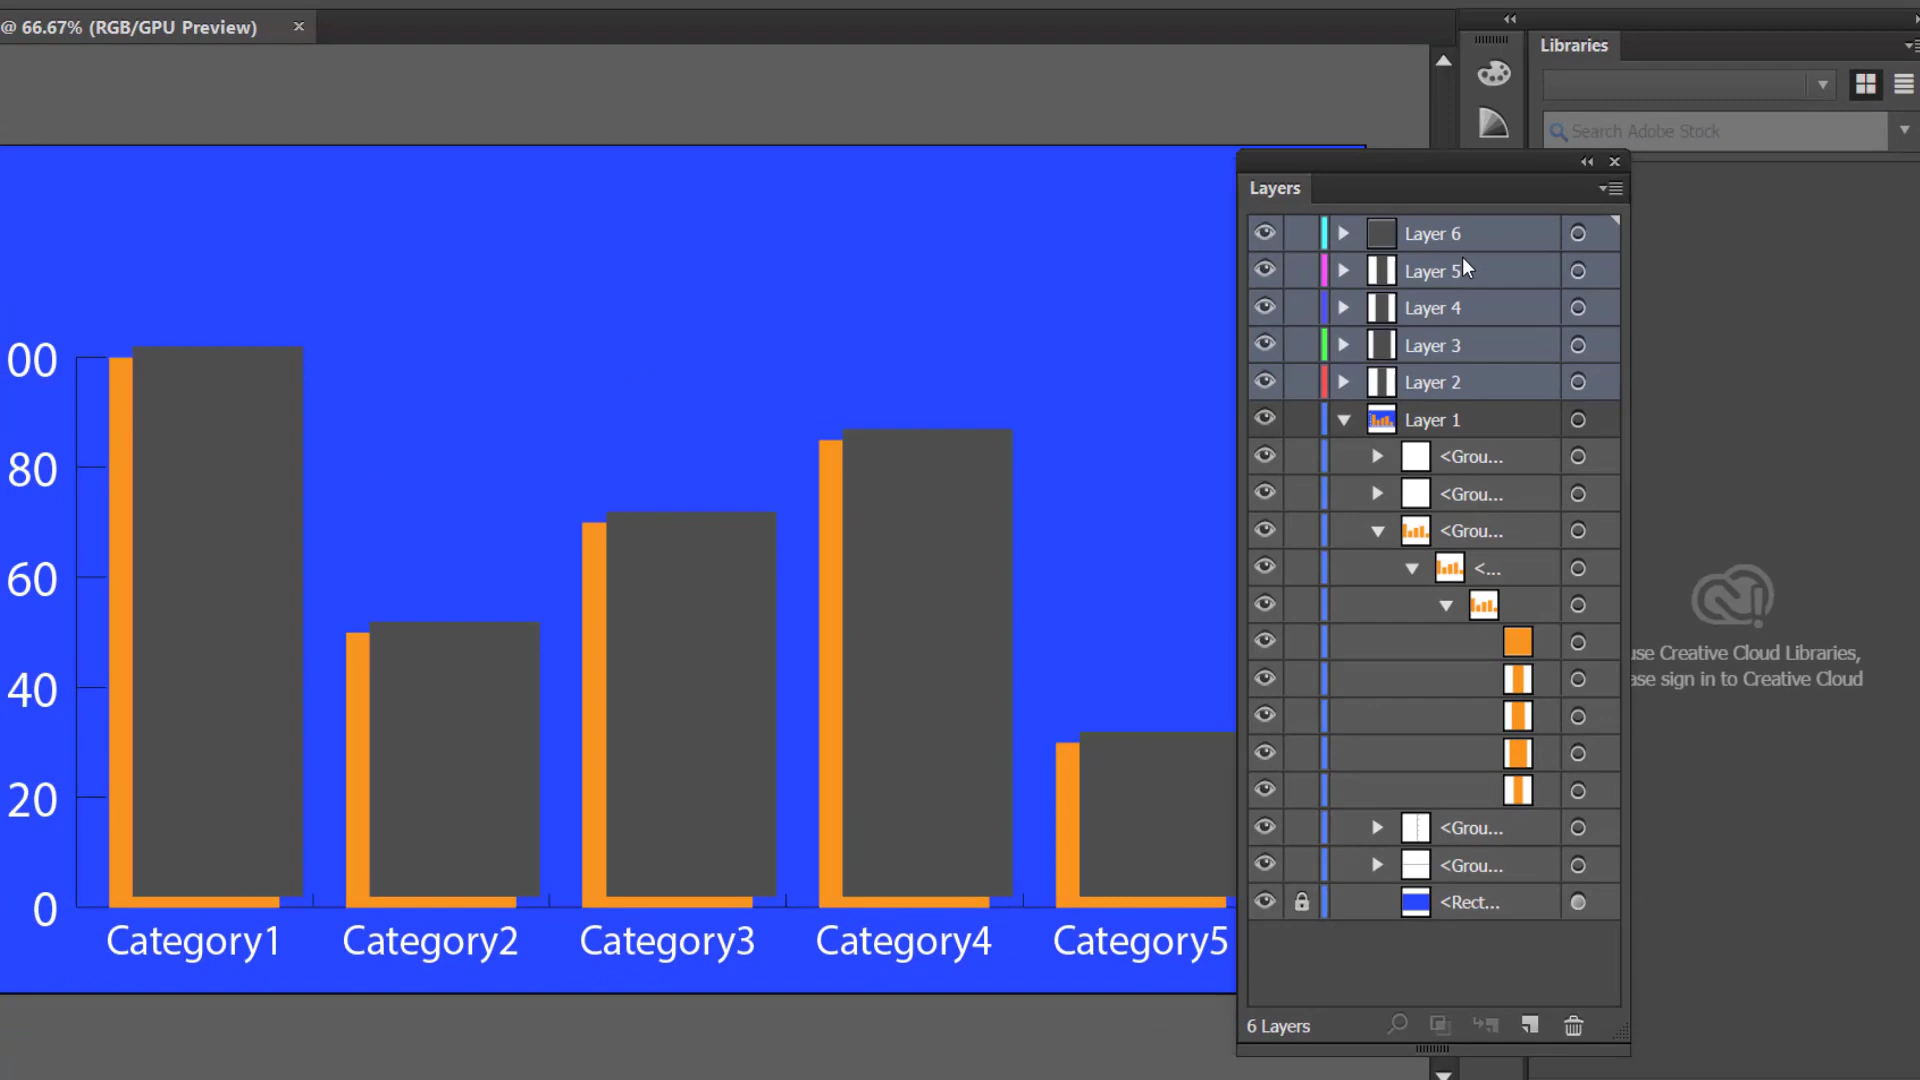 @ 66.67% (RGB/GPU Preview)
Libraries
Search Adobe Stock
Layers
Layer 6
Layer 5
Layer 4
Layer 3
Layer 2
Layer 1
<Grou...
<Grou...
<Grou...
<...
<Grou...
<Grou...
<Rect...
6 Layers
use Creative Cloud Libraries,
ase sign in to Creative Cloud
00
80
60
40
20
0
Category1 Category2 Category3 Category4 Category5